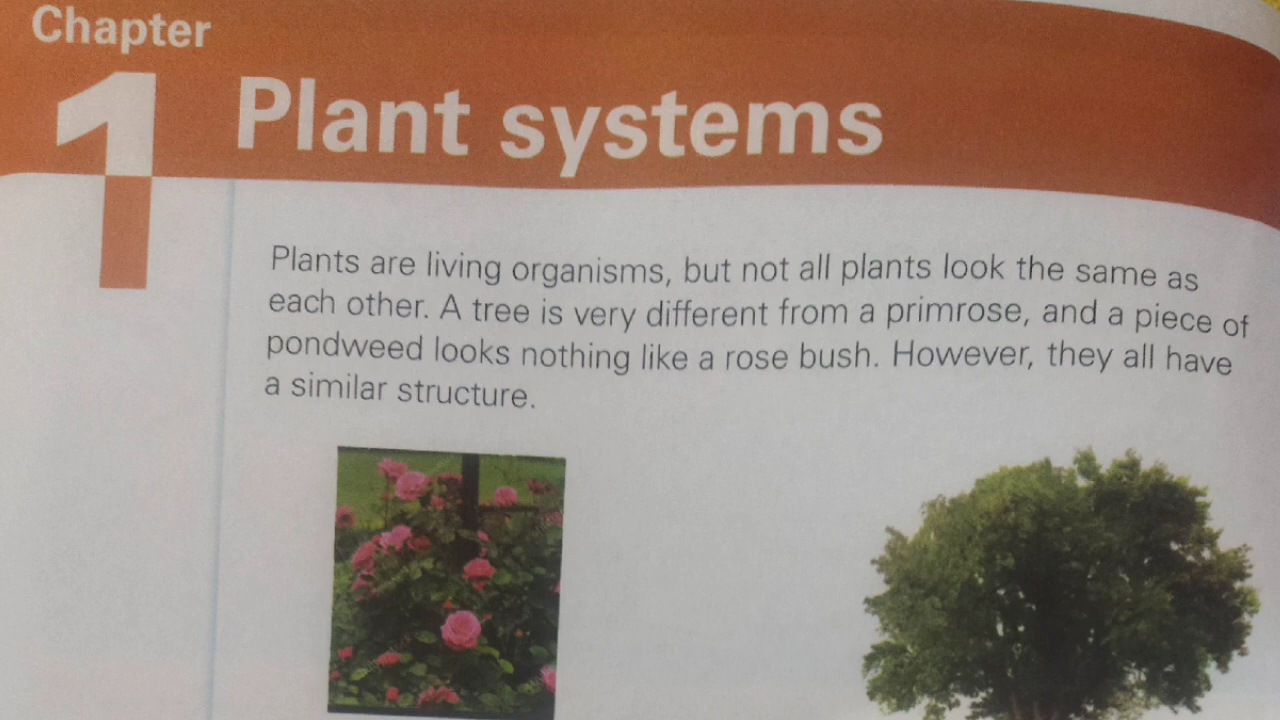 Chapter
1 Plant systems
Plants are living organisms, but not all plants look the same as
each other. A tree is very different from a primrose, and a piece of
pondweed looks nothing like a rose bush. However, they all have
a similar structure.